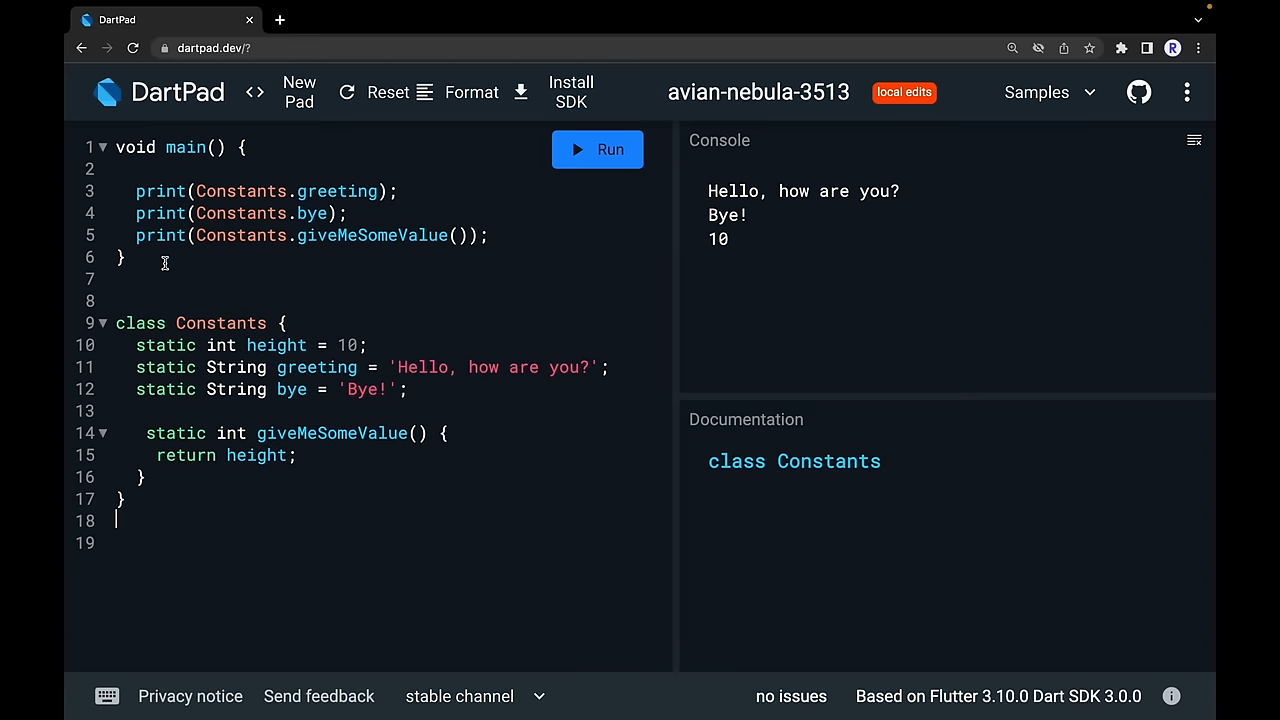 DartPad
dartpad.dev/?
R
DartPad
<>
New Pad
Reset
Format
Install SDK
avian-nebula-3513
local edits
Samples
1 void main() {
2
3 print(Constants.greeting);
4 print(Constants.bye);
5 print(Constants.giveMeSomeValue());
6 }
7
8
9 class Constants {
10 static int height = 10;
11 static String greeting = 'Hello, how are you?';
12 static String bye = 'Bye!';
13
14 static int giveMeSomeValue() {
15 return height;
16 }
17 }
18
19
Run
Console
Hello, how are you?
Bye!
10
Documentation
class Constants
Privacy notice
Send feedback
stable channel
no issues
Based on Flutter 3.10.0 Dart SDK 3.0.0